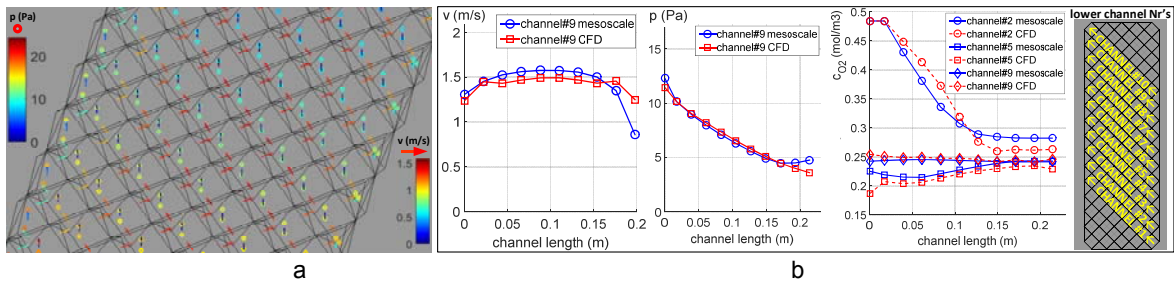 p (Pa)
20
10
0
v (m/s)
1.5
1
0.5
0
a
v (m/s)
2
1.5
1
0.5
0
channel#9 mesoscale
channel#9 CFD
0 0.05 0.1 0.15 0.2
channel length (m)
p (Pa)
15
10
5
0
channel#9 mesoscale
channel#9 CFD
0 0.05 0.1 0.15 0.2
channel length (m)
c_O2 (mol/m3)
0.5
0.45
0.4
0.35
0.3
0.25
0.2
0.15
channel#2 mesoscale
channel#2 CFD
channel#5 mesoscale
channel#5 CFD
channel#9 mesoscale
channel#9 CFD
0 0.05 0.1 0.15 0.2
channel length (m)
lower channel Nr's
b